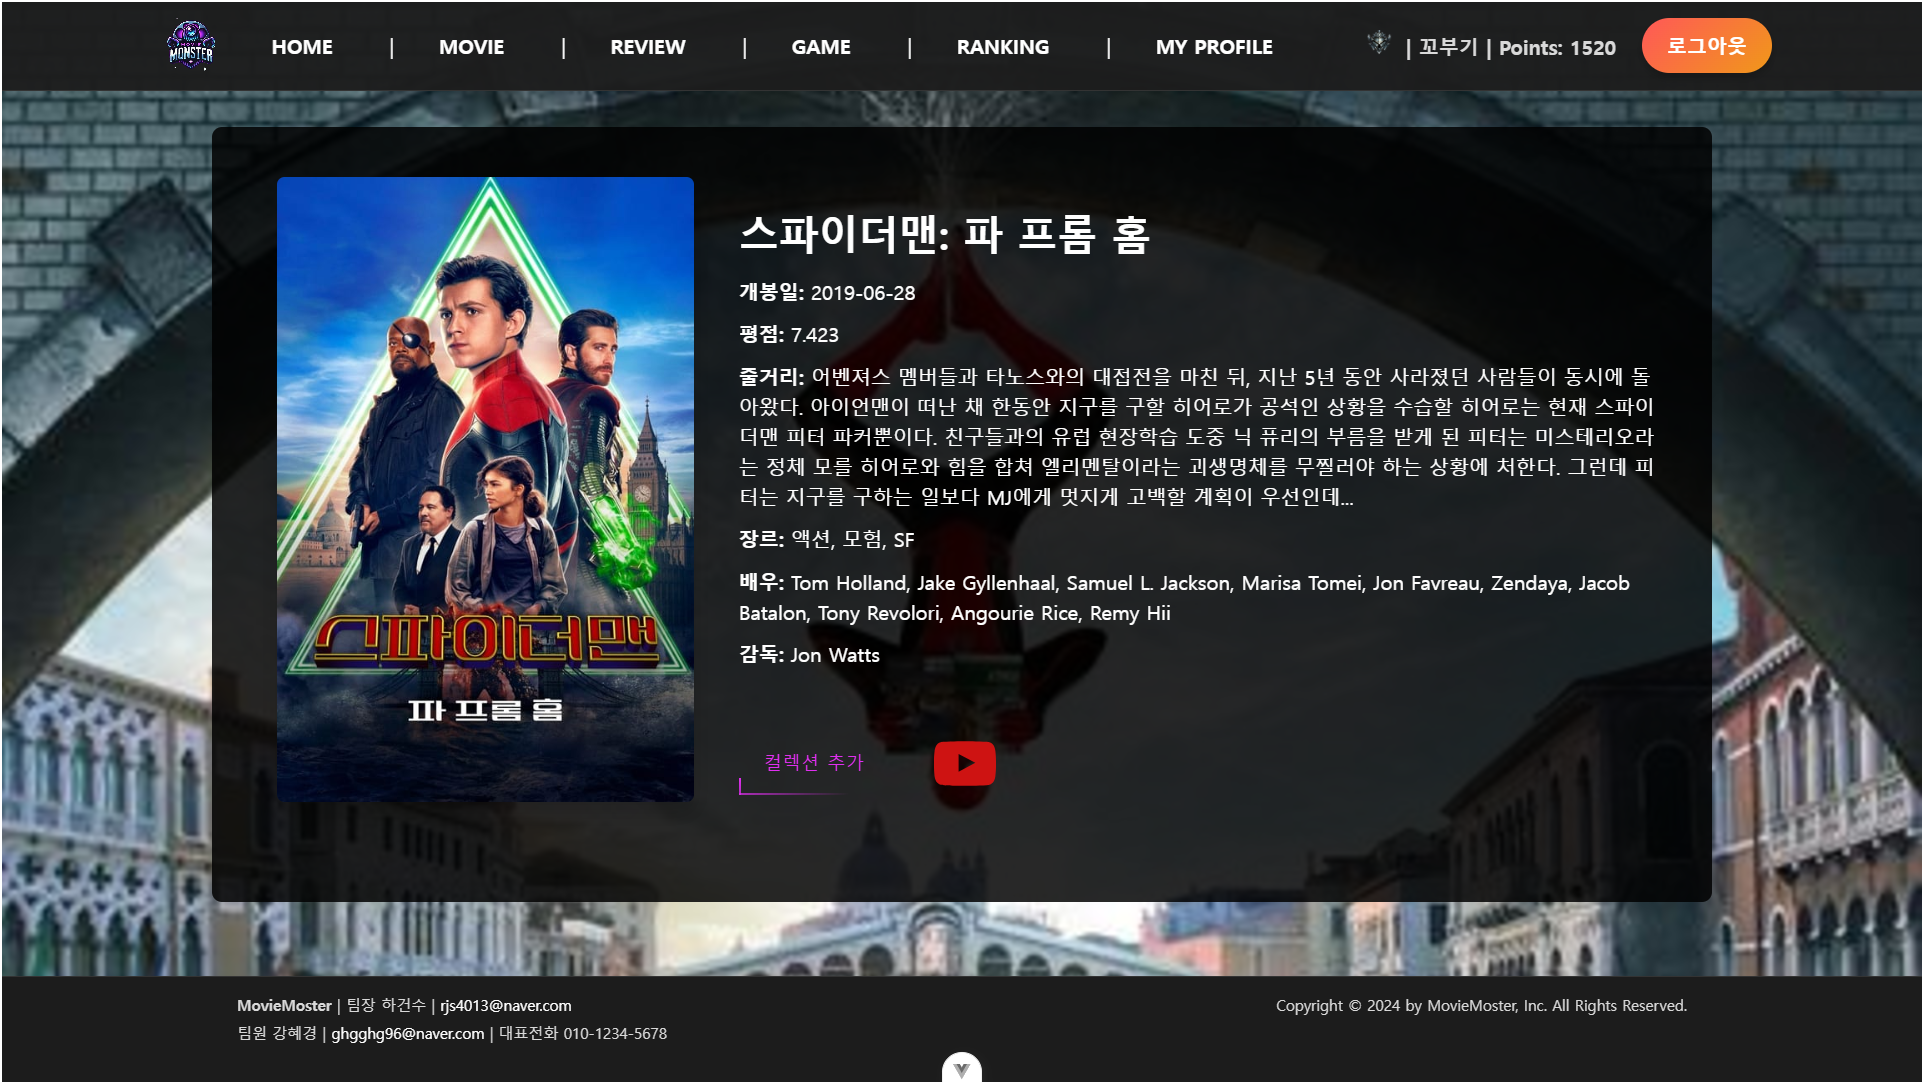 MONSTER
HOME | MOVIE | REVIEW | GAME | RANKING | MY PROFILE
| 꼬부기 | Points: 1520
로그아웃
스파이더맨
파 프롬 홈
스파이더맨: 파 프롬 홈
개봉일: 2019-06-28
평점: 7.423
줄거리: 어벤져스 멤버들과 타노스와의 대접전을 마친 뒤, 지난 5년 동안 사라졌던 사람들이 동시에 돌
아왔다. 아이언맨이 떠난 채 한동안 지구를 구할 히어로가 공석인 상황을 수습할 히어로는 현재 스파이
더맨 피터 파커뿐이다. 친구들과의 유럽 현장학습 도중 닉 퓨리의 부름을 받게 된 피터는 미스테리오라
는 정체 모를 히어로와 힘을 합쳐 엘리멘탈이라는 괴생명체를 무찔러야 하는 상황에 처한다. 그런데 피
터는 지구를 구하는 일보다 MJ에게 멋지게 고백할 계획이 우선인데...
장르: 액션, 모험, SF
배우: Tom Holland, Jake Gyllenhaal, Samuel L. Jackson, Marisa Tomei, Jon Favreau, Zendaya, Jacob
Batalon, Tony Revolori, Angourie Rice, Remy Hii
감독: Jon Watts
컬렉션 추가
MovieMoster | 팀장 하건수 | rjs4013@naver.com
팀원 강혜경 | ghgghg96@naver.com | 대표전화 010-1234-5678
Copyright © 2024 by MovieMoster, Inc. All Rights Reserved.